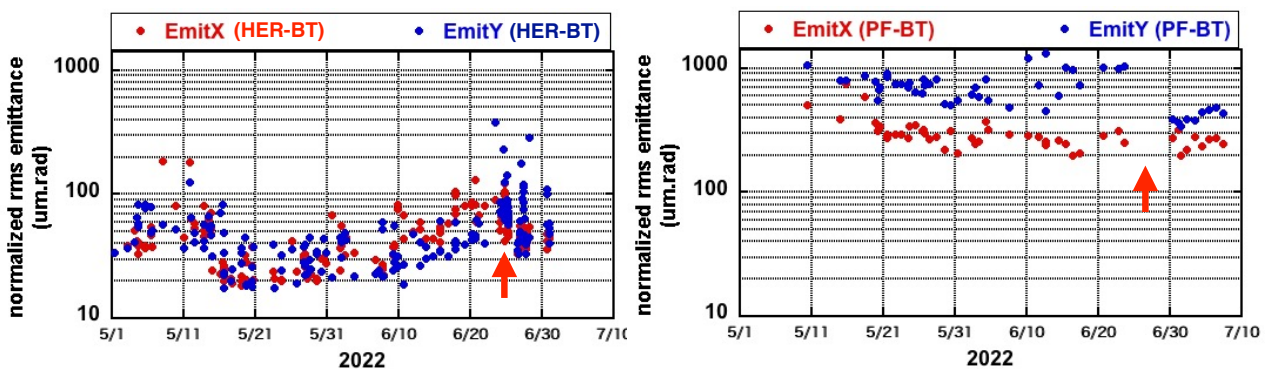 EmitX (HER-BT) EmitY (HER-BT)
normalized rms emittance
(um.rad)
1000
100
10
5/1 5/11 5/21 5/31 6/10 6/20 6/30 7/10
2022
EmitX (PF-BT) EmitY (PF-BT)
normalized rms emittance
(um.rad)
1000
100
10
5/1 5/11 5/21 5/31 6/10 6/20 6/30 7/10
2022